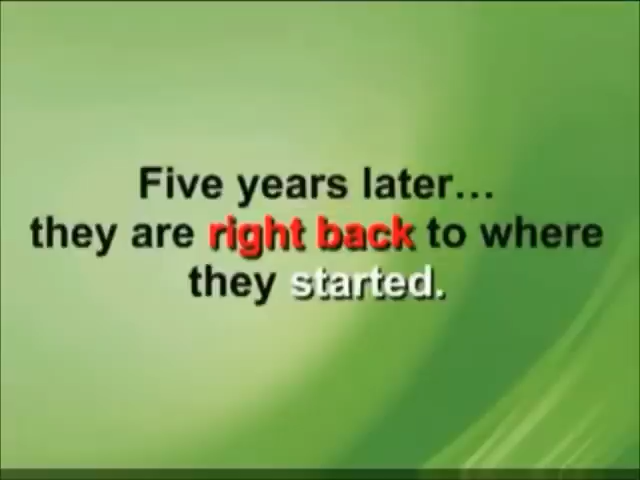 Five years later...
they are right back to where
they started.